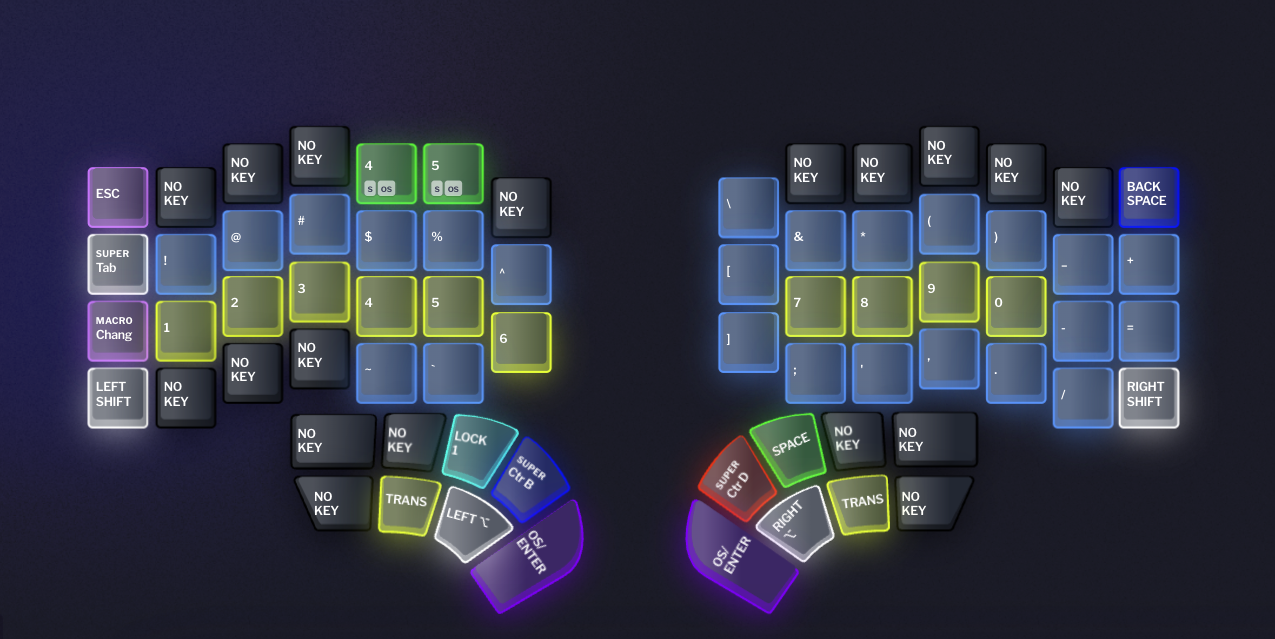 ESC
NO
KEY
NO
KEY
NO
KEY
4
s os
5
s os
NO
KEY
SUPER
Tab
!
@
#
$
%
^
MACRO
Chang
1
2
3
4
5
6
LEFT
SHIFT
NO
KEY
NO
KEY
NO
KEY
~
`
NO
KEY
NO
KEY
LOCK
1
SUPER
Ctr B
NO
KEY
TRANS
LEFT ⌥
OS/
ENTER
\
NO
KEY
NO
KEY
NO
KEY
NO
KEY
NO
KEY
BACK
SPACE
[
&
*
(
)
_
+
]
7
8
9
0
-
=
;
'
,
.
/
RIGHT
SHIFT
SUPER
Ctr D
SPACE
NO
KEY
NO
KEY
OS/
ENTER
RIGHT
⌥
TRANS
NO
KEY